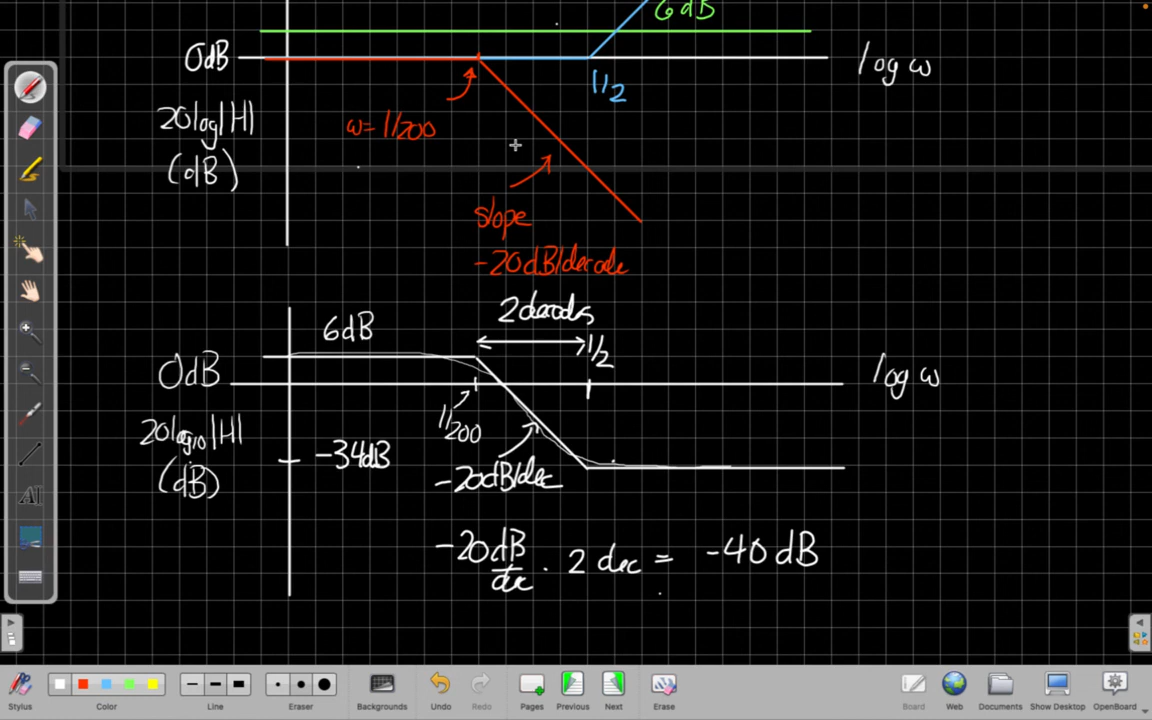 6dB
0dB
log ω
1/2
20log|H|
(dB)
ω=1/200
slope
-20dB/decade
2 decades
6dB
1/2
0dB
log ω
1/200
20log10|H|
(dB)
-34dB
-20dB/dec
-20dB/dec · 2 dec = -40 dB
Stylus
Color
Line
Eraser
Backgrounds
Undo
Redo
Pages
Previous
Next
Erase
Board
Web
Documents
Show Desktop
OpenBoard